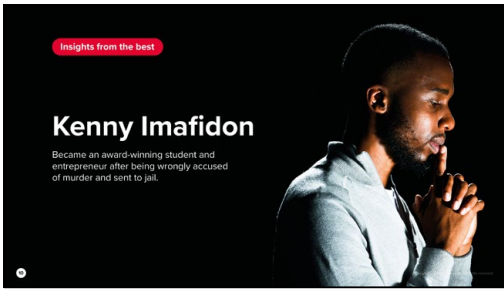 Insights from the best
Kenny Imafidon
Became an award-winning student and
entrepreneur after being wrongly accused
of murder and sent to jail.